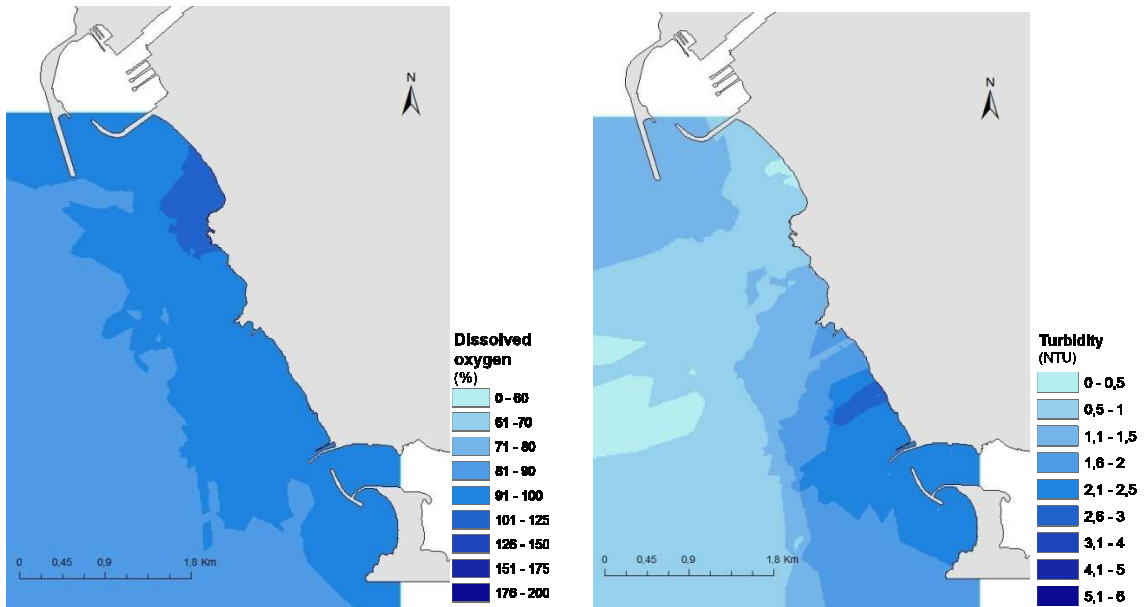 N
Dissolved
oxygen
(%)
0 - 60
61 - 70
71 - 80
81 - 90
91 - 100
101 - 125
126 - 150
151 - 175
176 - 200
0 0,45 0,9 1,8 Km
N
Turbidity
(NTU)
0 - 0,5
0,5 - 1
1,1 - 1,5
1,6 - 2
2,1 - 2,5
2,6 - 3
3,1 - 4
4,1 - 5
5,1 - 6
0 0,45 0,9 1,8 Km